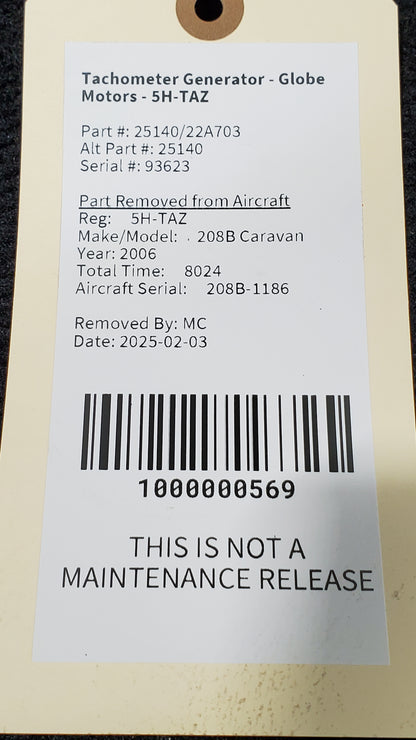 Tachometer Generator - Globe
Motors - 5H-TAZ
Part #: 25140/22A703
Alt Part #: 25140
Serial #: 93623
Part Removed from Aircraft
Reg: 5H-TAZ
Make/Model: 208B Caravan
Year: 2006
Total Time: 8024
Aircraft Serial: 208B-1186
Removed By: MC
Date: 2025-02-03
1000000569
THIS IS NOT A
MAINTENANCE RELEASE